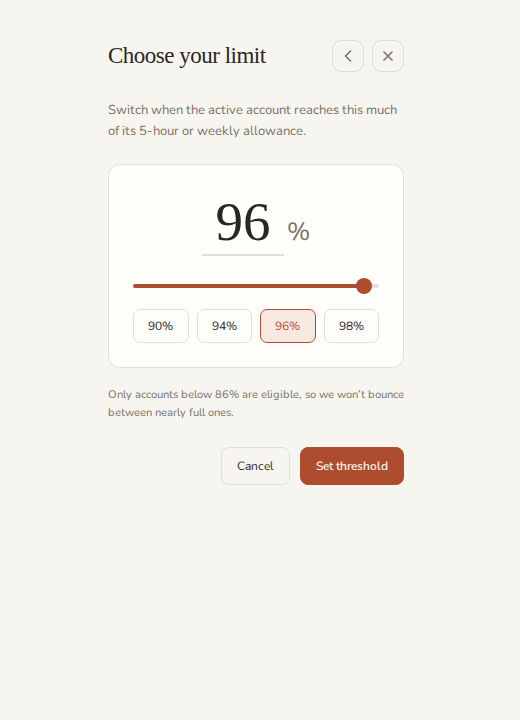 Choose your limit
Switch when the active account reaches this much
of its 5-hour or weekly allowance.
96 %
90% 94% 96% 98%
Only accounts below 86% are eligible, so we won't bounce
between nearly full ones.
Cancel Set threshold